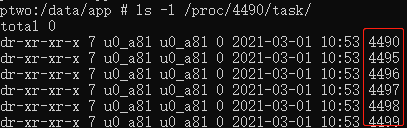 ptwo:/data/app # ls -l /proc/4490/task/
total 0
dr-xr-xr-x 7 u0_a81 u0_a81 0 2021-03-01 10:53 4490
dr-xr-xr-x 7 u0_a81 u0_a81 0 2021-03-01 10:53 4495
dr-xr-xr-x 7 u0_a81 u0_a81 0 2021-03-01 10:53 4496
dr-xr-xr-x 7 u0_a81 u0_a81 0 2021-03-01 10:53 4497
dr-xr-xr-x 7 u0_a81 u0_a81 0 2021-03-01 10:53 4498
dr-xr-xr-x 7 u0_a81 u0_a81 0 2021-03-01 10:53 4499